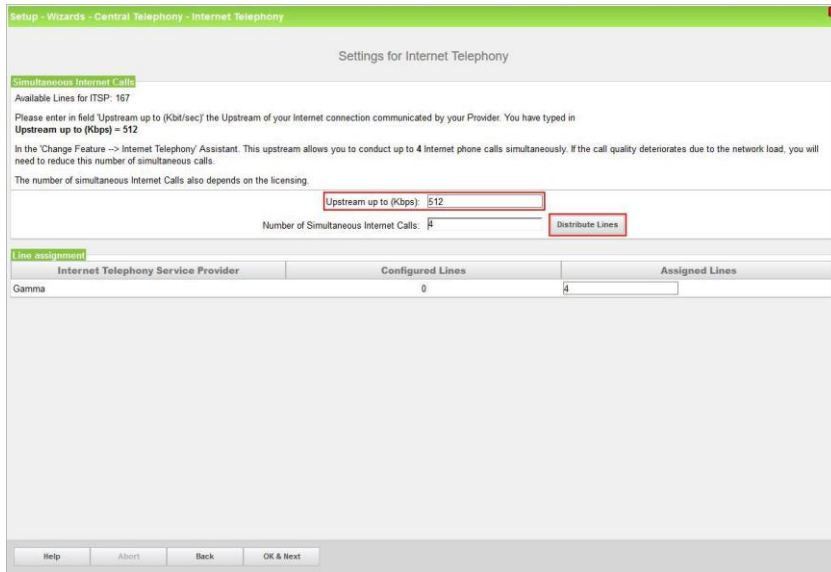 Setup - Wizards - Central Telephony - Internet Telephony
Settings for Internet Telephony
Simultaneous Internet Calls
Available Lines for ITSP: 167
Please enter in field 'Upstream up to (Kbit/sec)' the Upstream of your Internet connection communicated by your Provider. You have typed in
Upstream up to (Kbps) = 512
In the 'Change Feature --> Internet Telephony' Assistant. This upstream allows you to conduct up to 4 Internet phone calls simultaneously. If the call quality deteriorates due to the network load, you will
need to reduce this number of simultaneous calls.
The number of simultaneous Internet Calls also depends on the licensing.
Upstream up to (Kbps): 512
Number of Simultaneous Internet Calls: 4 Distribute Lines
Line assignment
Internet Telephony Service Provider Configured Lines Assigned Lines
Gamma 0 4
Help Abort Back OK & Next